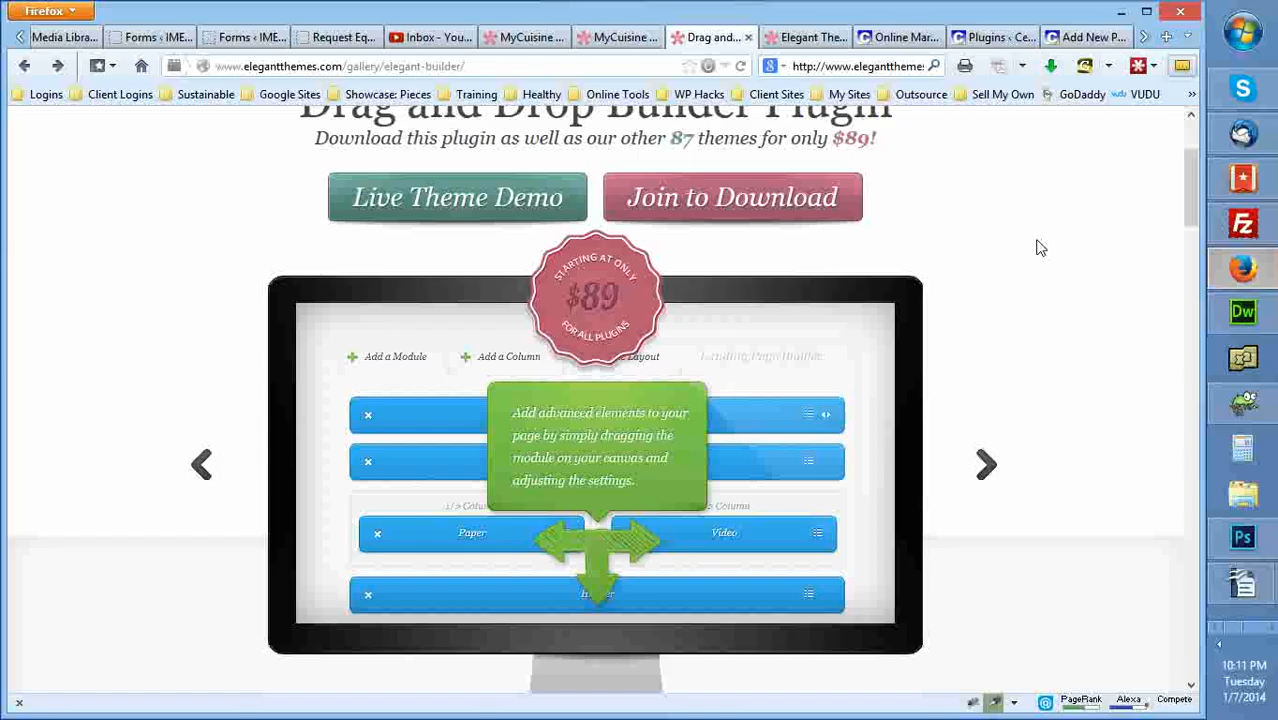 Firefox
Media Libra...
Forms ‹ IME...
Forms ‹ IME...
Request Eq...
Inbox - You...
MyCuisine ...
MyCuisine ...
Drag and...
Elegant The...
Online Mar...
Plugins ‹ Ce...
Add New P...
www.elegantthemes.com/gallery/elegant-builder/
http://www.elegantthemes
Logins
Client Logins
Sustainable
Google Sites
Showcase: Pieces
Training
Healthy
Online Tools
WP Hacks
Client Sites
My Sites
Outsource
Sell My Own
GoDaddy
VUDU
Drag and Drop Builder Plugin
Download this plugin as well as our other 87 themes for only $89!
Live Theme Demo
Join to Download
STARTING AT ONLY
$89
FOR ALL PLUGINS
Add a Module
Add a Column
Layout
Landing Page Builder
Add advanced elements to your
page by simply dragging the
module on your canvas and
adjusting the settings.
Column
Paper
Video
Dw
Ps
Fz
10:11 PM
Tuesday
1/7/2014
PageRank
Alexa
Compete